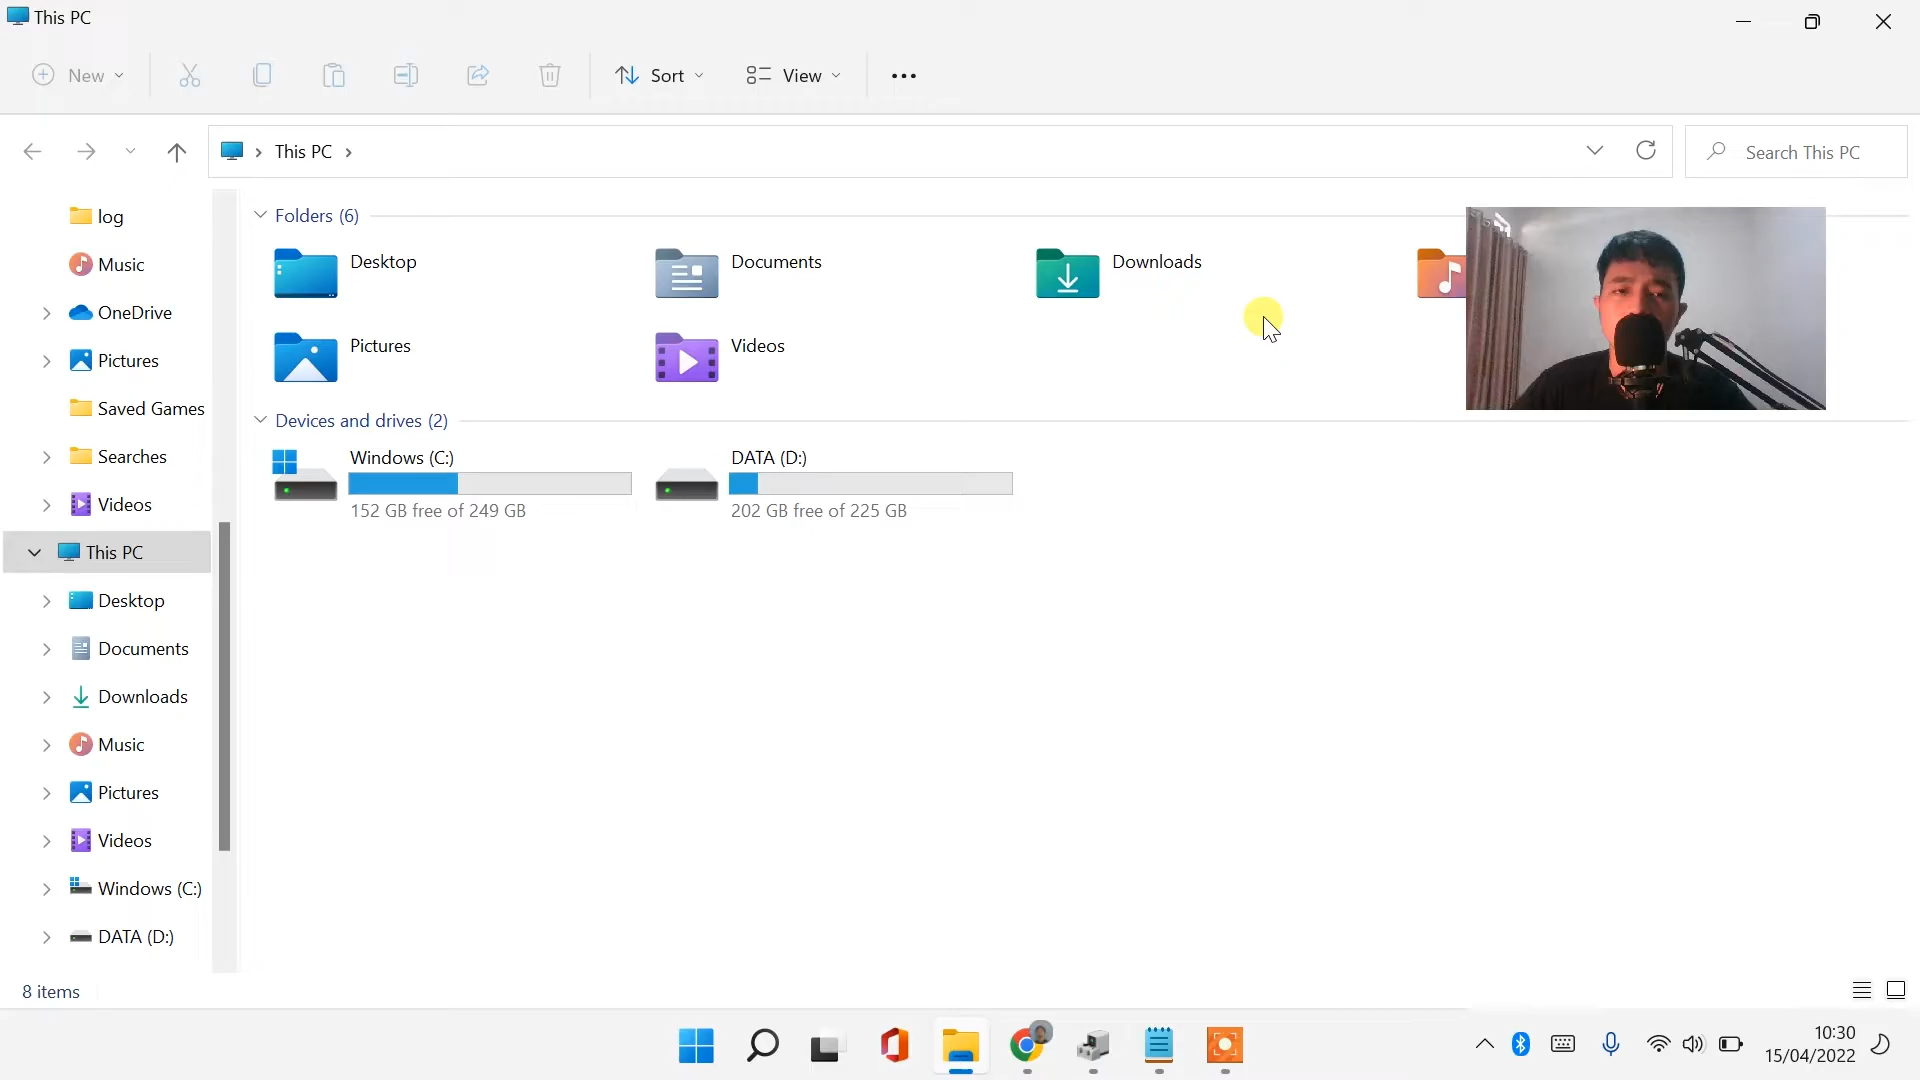 This PC
New
Sort
View
This PC
Search This PC
log
Music
OneDrive
Pictures
Saved Games
Searches
Videos
This PC
Desktop
Documents
Downloads
Music
Pictures
Videos
Windows (C:)
DATA (D:)
Folders (6)
Desktop
Documents
Downloads
Pictures
Videos
Devices and drives (2)
Windows (C:)
152 GB free of 249 GB
DATA (D:)
202 GB free of 225 GB
8 items
10:30
15/04/2022